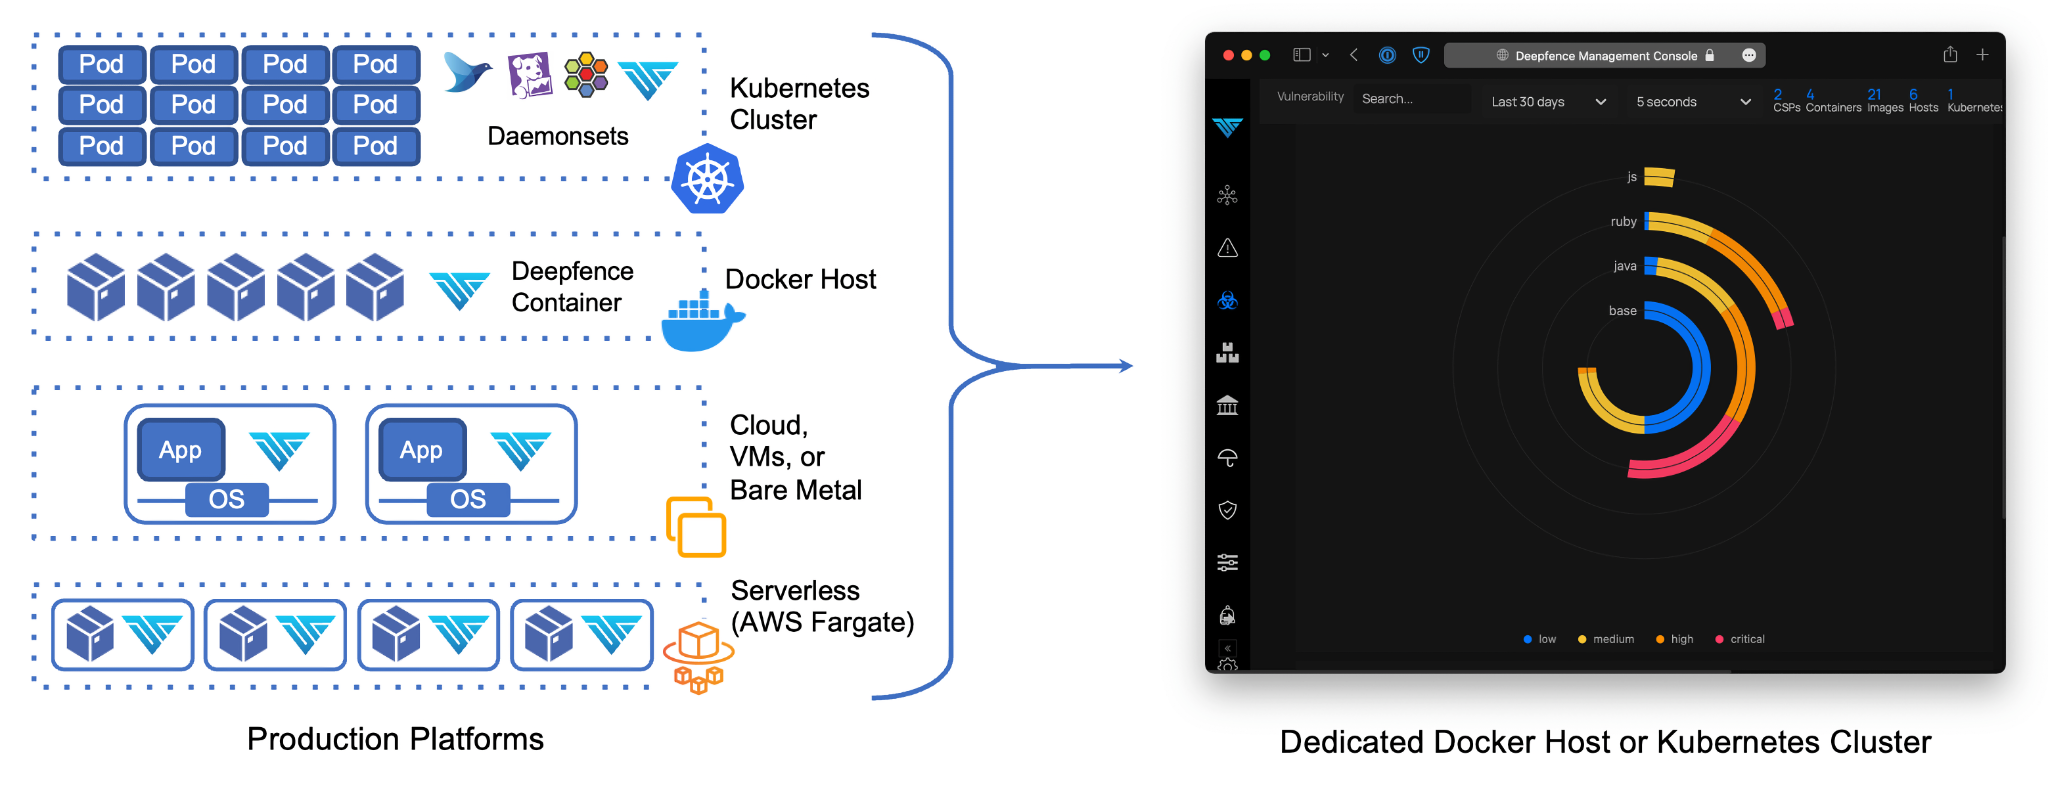 Pod Pod Pod Pod
Pod Pod Pod Pod
Pod Pod Pod Pod
Daemonsets
Kubernetes
Cluster
Deepfence
Container
Docker Host
App
OS
App
OS
Cloud,
VMs, or
Bare Metal
Serverless
(AWS Fargate)
Production Platforms
Deepfence Management Console
Vulnerability
Search...
Last 30 days
5 seconds
2 4 21 6 1
CSPs Containers Images Hosts Kubernetes
js
ruby
java
base
low medium high critical
Dedicated Docker Host or Kubernetes Cluster